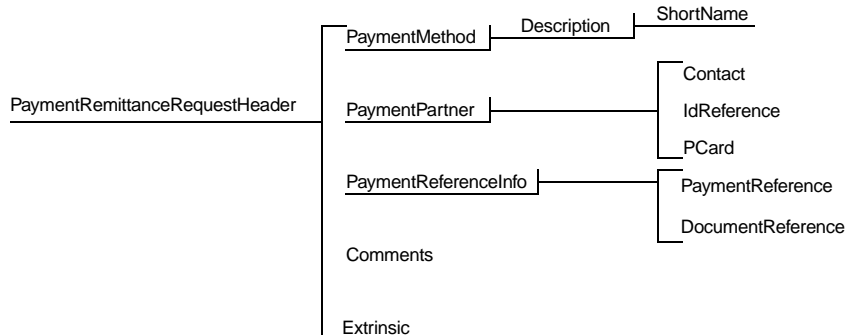 PaymentRemittanceRequestHeader
PaymentMethod
Description
ShortName
PaymentPartner
Contact
IdReference
PCard
PaymentReferenceInfo
PaymentReference
DocumentReference
Comments
Extrinsic